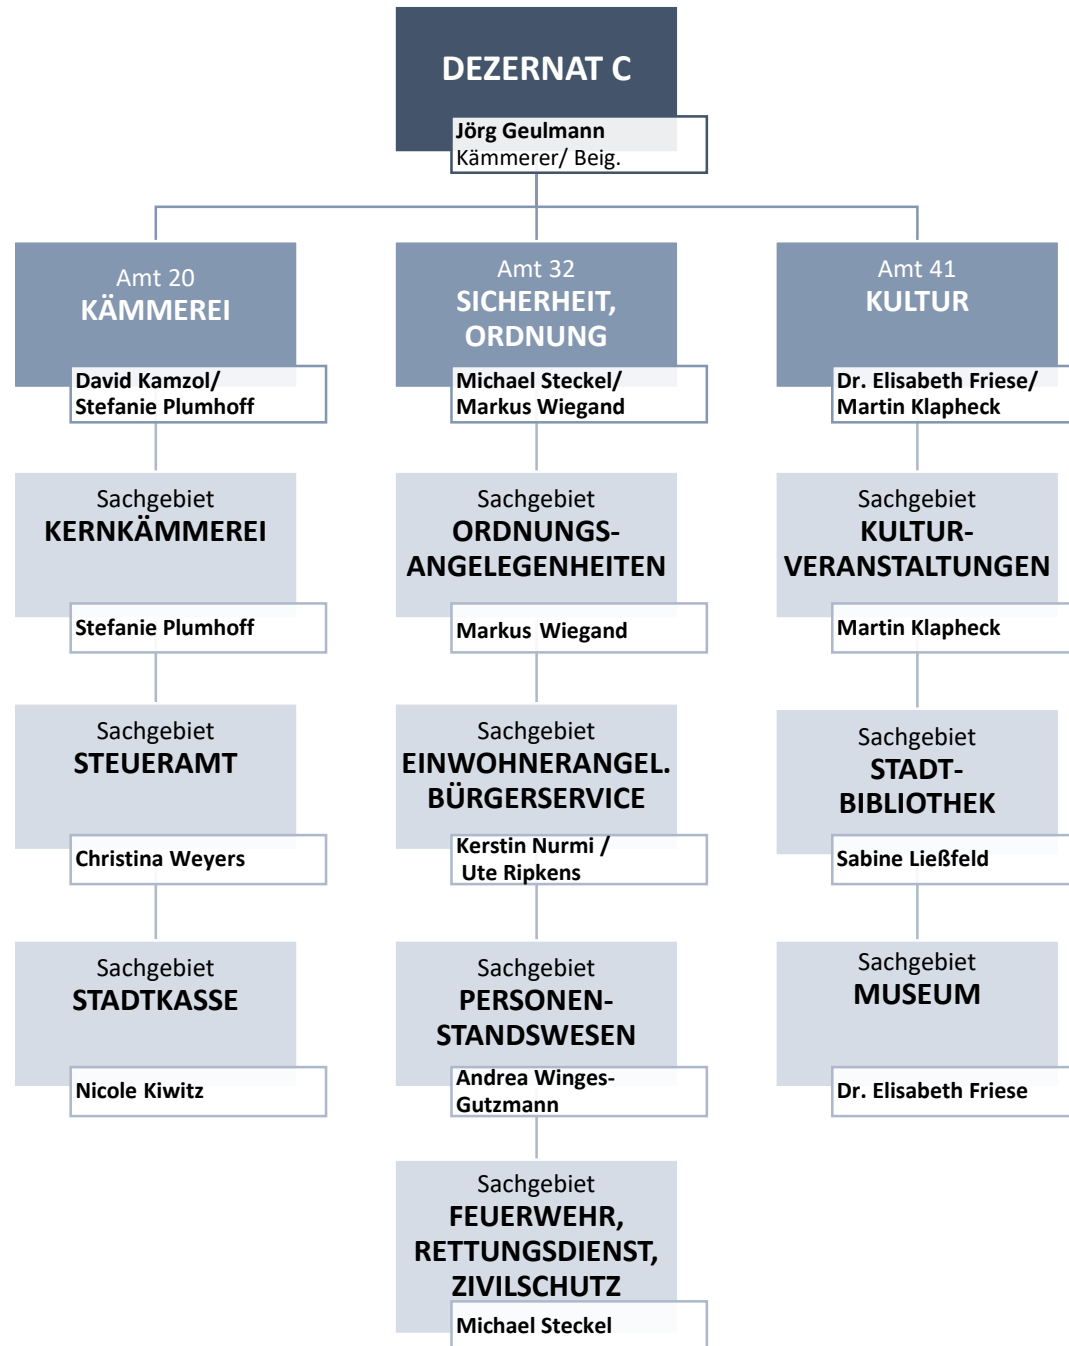 DEZERNAT C
Jörg Geulmann
Kämmerer/ Beig.
Amt 20
KÄMMEREI
David Kamzol/
Stefanie Plumhoff
Sachgebiet
KERNKÄMMEREI
Stefanie Plumhoff
Sachgebiet
STEUERAMT
Christina Weyers
Sachgebiet
STADTKASSE
Nicole Kiwitz
Amt 32
SICHERHEIT,
ORDNUNG
Michael Steckel/
Markus Wiegand
Sachgebiet
ORDNUNGS-
ANGELEGENHEITEN
Markus Wiegand
Sachgebiet
EINWOHNERANGEL.
BÜRGERSERVICE
Kerstin Nurmi /
Ute Ripkens
Sachgebiet
PERSONEN-
STANDSWESEN
Andrea Winges-
Gutzmann
Sachgebiet
FEUERWEHR,
RETTUNGSDIENST,
ZIVILSCHUTZ
Michael Steckel
Amt 41
KULTUR
Dr. Elisabeth Friese/
Martin Klapheck
Sachgebiet
KULTUR-
VERANSTALTUNGEN
Martin Klapheck
Sachgebiet
STADT-
BIBLIOTHEK
Sabine Ließfeld
Sachgebiet
MUSEUM
Dr. Elisabeth Friese